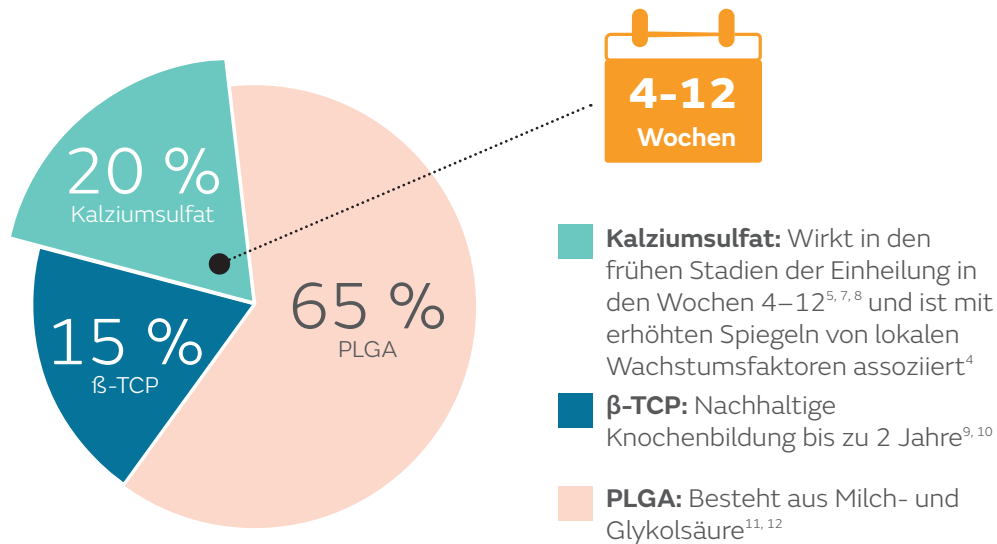 20 %
Kalziumsulfat
15 %
ß-TCP
65 %
PLGA
4-12
Wochen
Kalziumsulfat: Wirkt in den
frühen Stadien der Einheilung in
den Wochen 4–12⁵, ⁷, ⁸ und ist mit
erhöhten Spiegeln von lokalen
Wachstumsfaktoren assoziiert⁴
β-TCP: Nachhaltige
Knochenbildung bis zu 2 Jahre⁹, ¹⁰
PLGA: Besteht aus Milch- und
Glykolsäure¹¹, ¹²